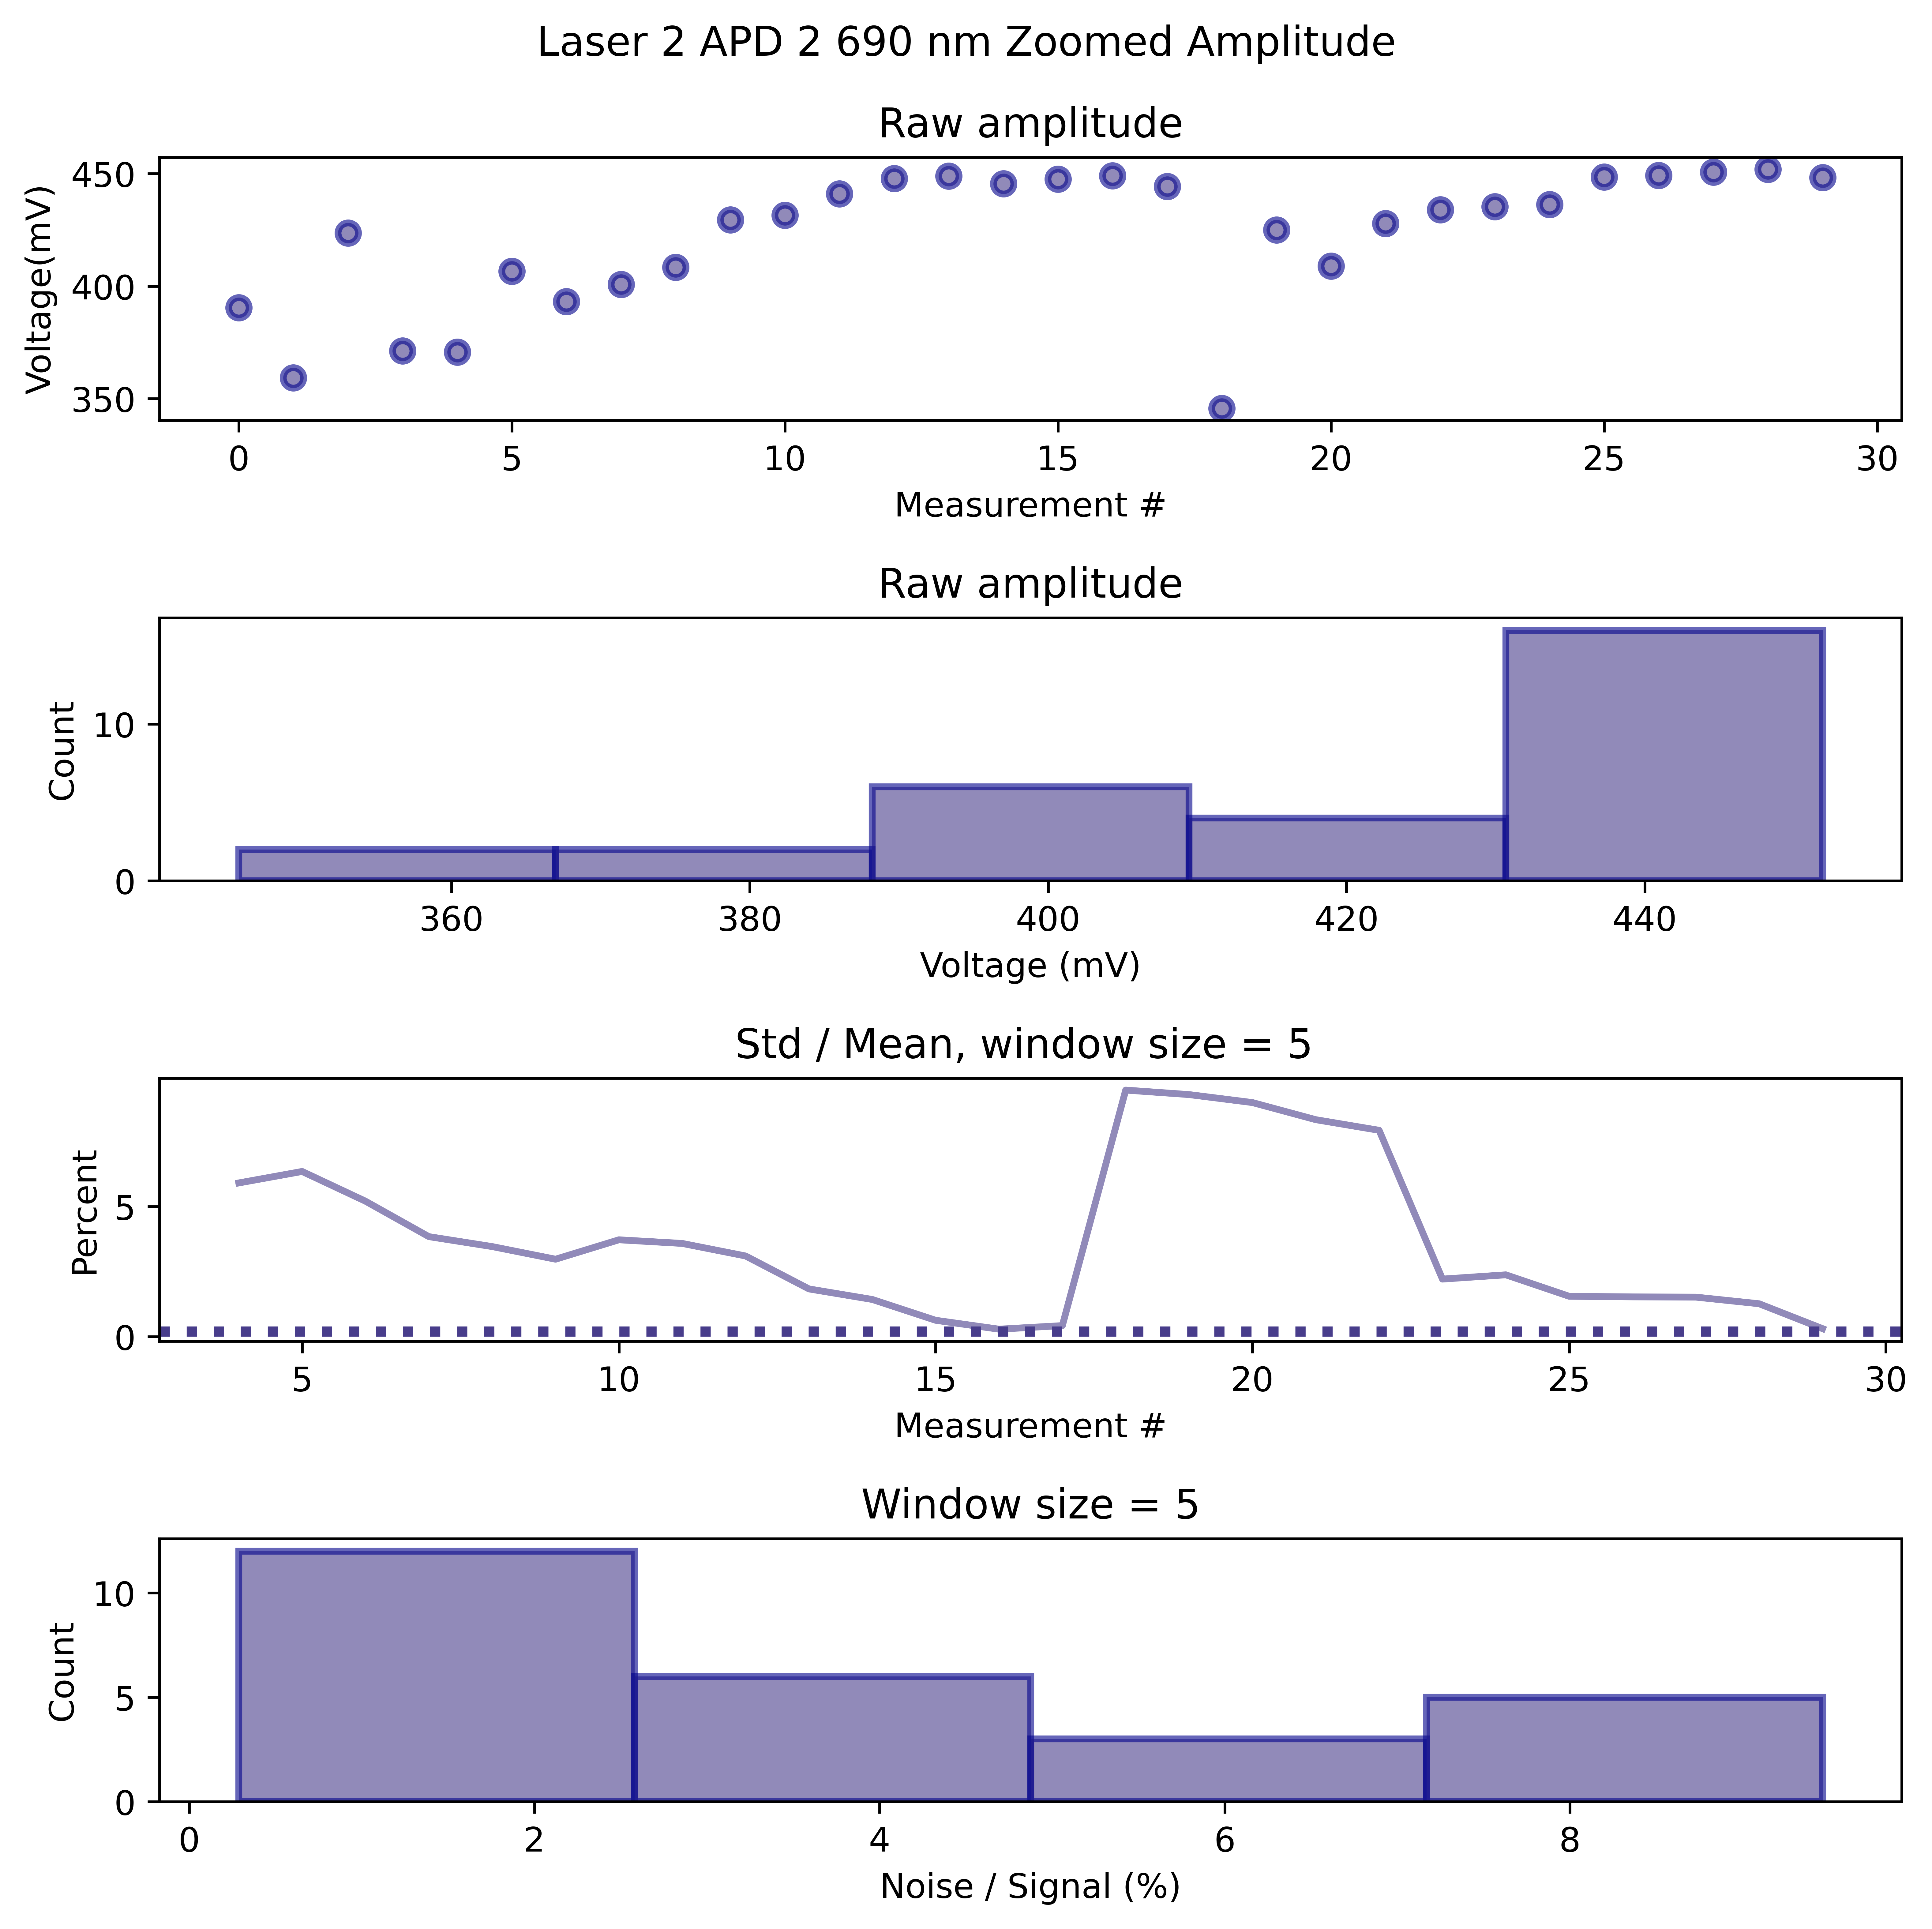 Laser 2 APD 2 690 nm Zoomed Amplitude
Raw amplitude
Voltage(mV)
450
400
350
0 5 10 15 20 25 30
Measurement #
Raw amplitude
Count
10
0
360 380 400 420 440
Voltage (mV)
Std / Mean, window size = 5
Percent
5
0
5 10 15 20 25 30
Measurement #
Window size = 5
Count
10
5
0
0 2 4 6 8
Noise / Signal (%)